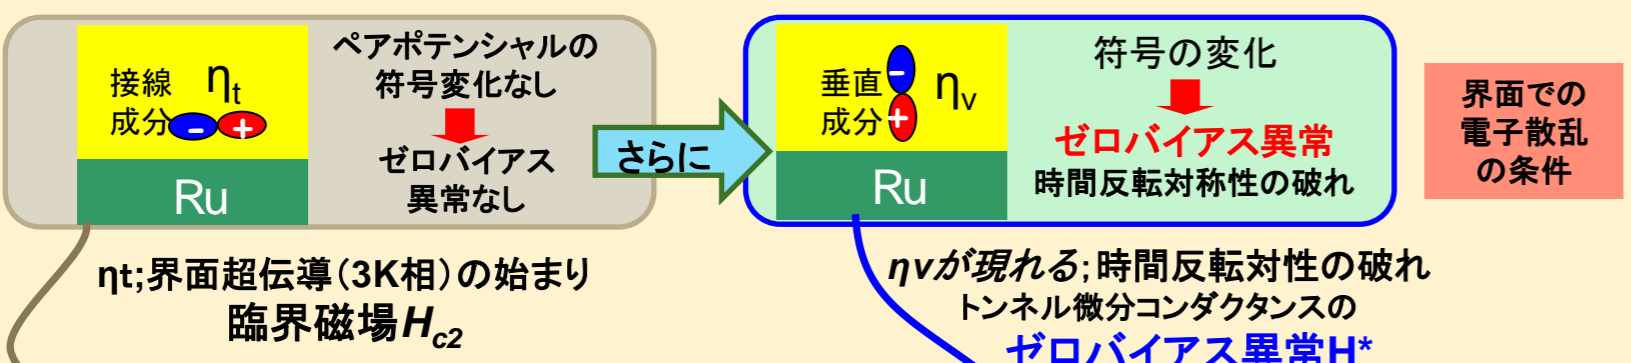 接線 ηt
成分 - +
Ru
ペアポテンシャルの
符号変化なし
ゼロバイアス
異常なし
さらに
垂直 - ηv
成分 +
Ru
符号の変化
ゼロバイアス異常
時間反転対称性の破れ
界面での
電子散乱
の条件
ηt;界面超伝導(3K相)の始まり
臨界磁場Hc2
ηvが現れる;時間反転対性の破れ
トンネル微分コンダクタンスの
ゼロバイアス異常H*